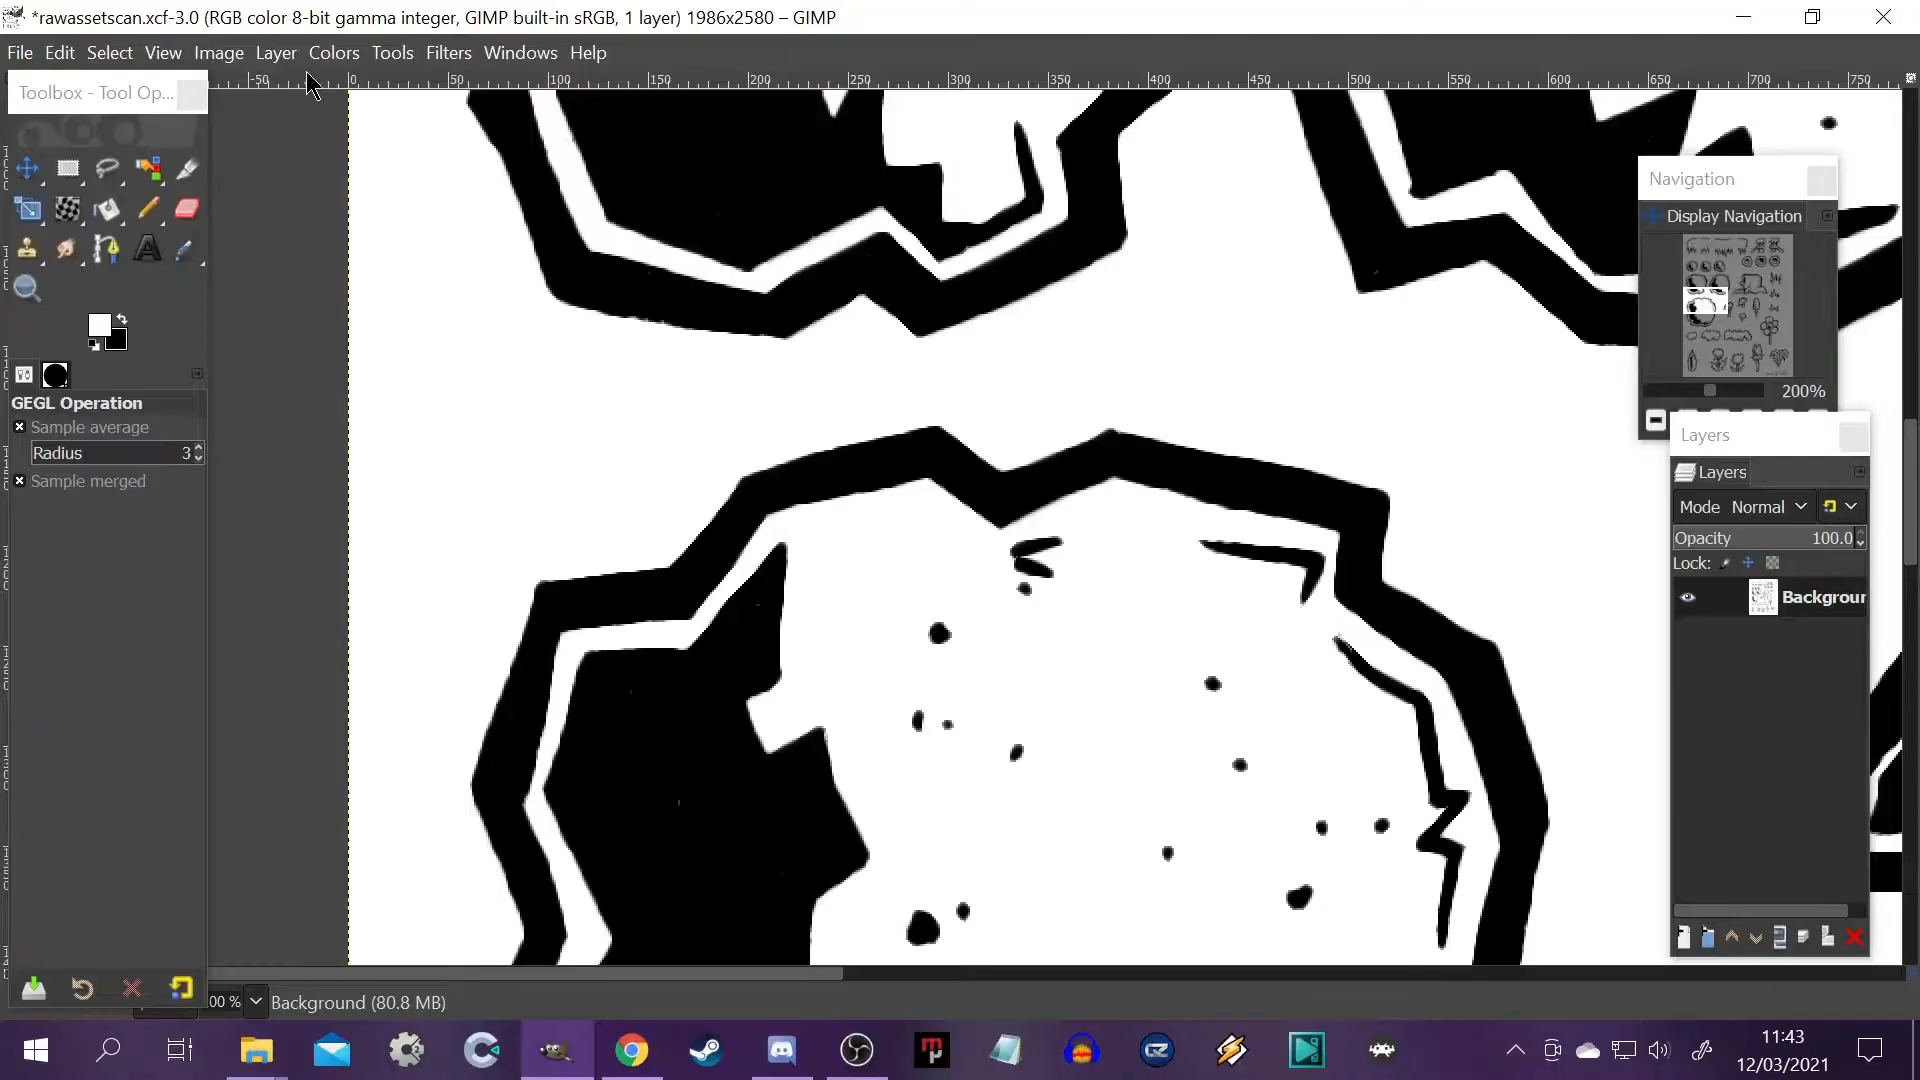 *rawassetscan.xcf-3.0 (RGB color 8-bit gamma integer, GIMP built-in sRGB, 1 layer) 1986x2580 – GIMP
File Edit Select View Image Layer Colors Tools Filters Windows Help
-50 0 50 100 150 200 250 300 350 400 450 500 550 600 650 700 750
Toolbox - Tool Op...
GEGL Operation
Sample average
Radius 3
Sample merged
Navigation
Display Navigation
200%
Layers
Layers
Mode Normal
Opacity 100.0
Lock:
Backgrour
00 % Background (80.8 MB)
11:43
12/03/2021